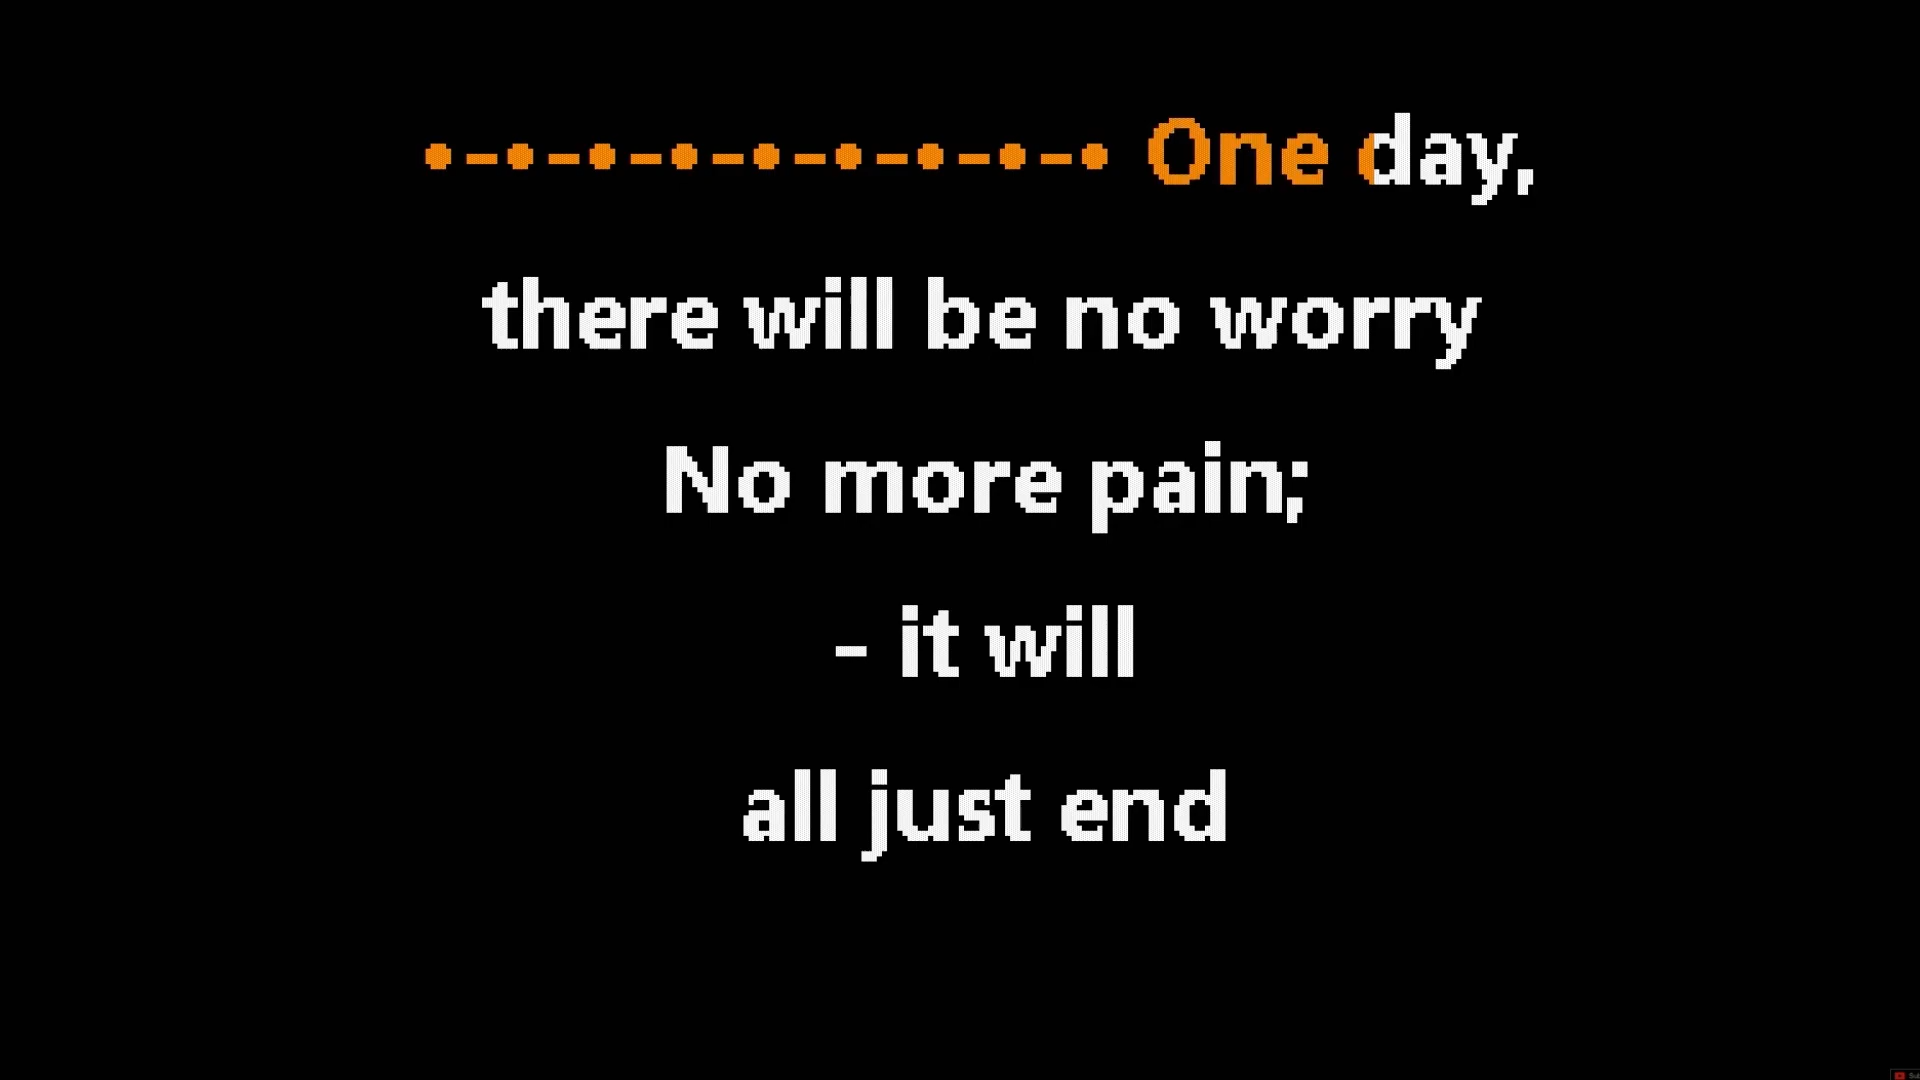 •–•–•–•–•–•–•–•–• One day,
there will be no worry
No more pain;
– it will
all just end